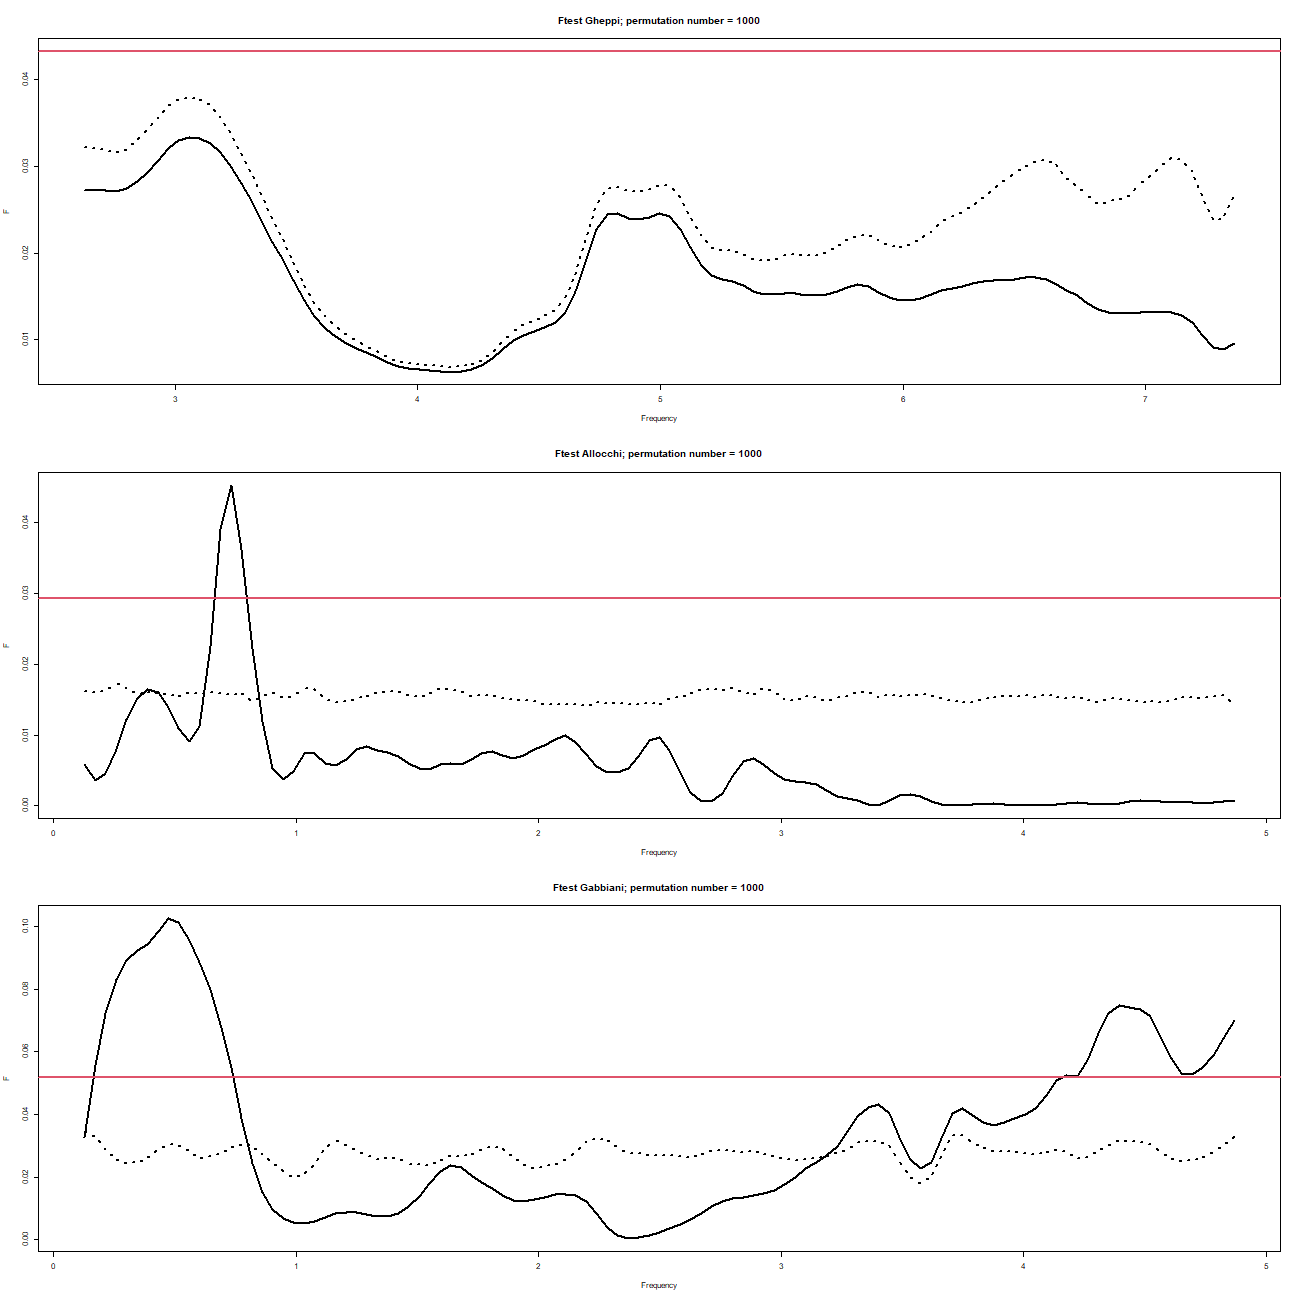 Ftest Gheppi; permutation number = 1000
0.04
0.03
0.02
0.01
F
3 4 5 6 7
Frequency
Ftest Allocchi; permutation number = 1000
0.04
0.03
0.02
0.01
0.00
F
0 1 2 3 4 5
Frequency
Ftest Gabbiani; permutation number = 1000
0.10
0.08
0.06
0.04
0.02
0.00
F
0 1 2 3 4 5
Frequency